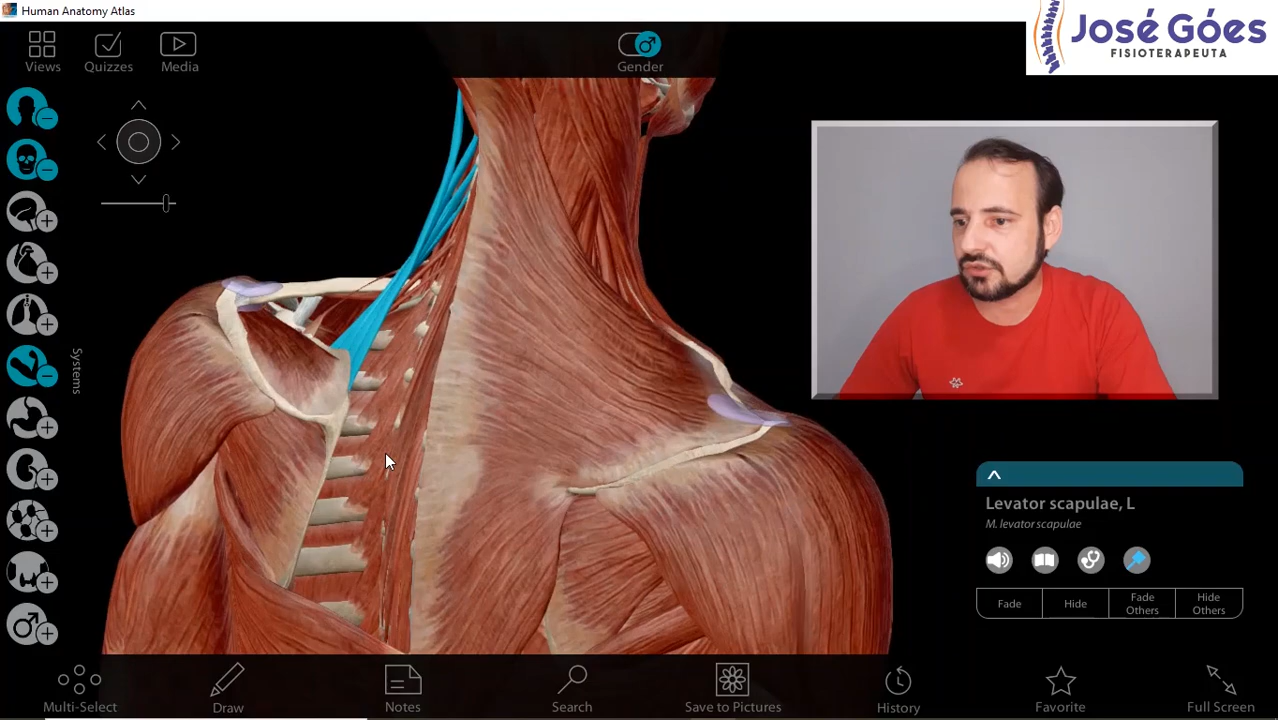 Human Anatomy Atlas
José Góes
FISIOTERAPEUTA
Views
Quizzes
Media
Gender
Systems
Levator scapulae, L
M. levator scapulae
Fade
Hide
Fade
Others
Hide
Others
Multi-Select
Draw
Notes
Search
Save to Pictures
History
Favorite
Full Screen